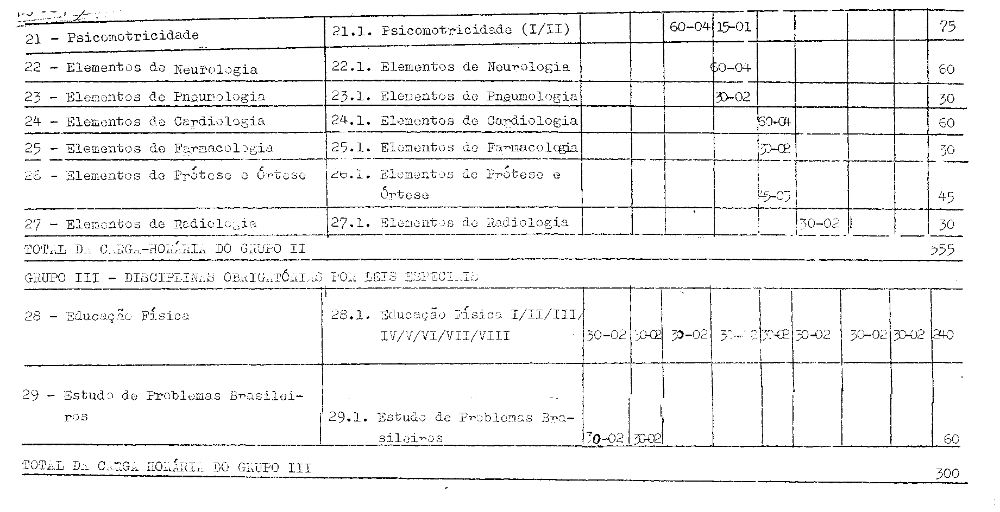 21 - Psicomotricidade 21.1. Psicomotricidade (I/II) 60-04 15-01 75
22 - Elementos de Neurologia 22.1. Elementos de Neurologia 60-04 60
23 - Elementos de Pneumologia 23.1. Elementos de Pneumologia 30-02 30
24 - Elementos de Cardiologia 24.1. Elementos de Cardiologia 60-04 60
25 - Elementos de Farmacologia 25.1. Elementos de Farmacologia 30-02 30
26 - Elementos de Prótese e Órtese 26.1. Elementos de Prótese e
Órtese 45-03 45
27 - Elementos de Radiologia 27.1. Elementos de Radiologia 30-02 30
TOTAL DA CARGA-HORÁRIA DO GRUPO II 555
GRUPO III - DISCIPLINAS OBRIGATÓRIAS POR LEIS ESPECIAIS
28 - Educação Física 28.1. Educação Física I/II/III/
IV/V/VI/VII/VIII 30-02 30-02 30-02 30-02 30-02 30-02 30-02 30-02 240
29 - Estudo de Problemas Brasilei-
ros 29.1. Estudo de Problemas Bra-
sileiros 30-02 30-02 60
TOTAL DA CARGA HORÁRIA DO GRUPO III 300